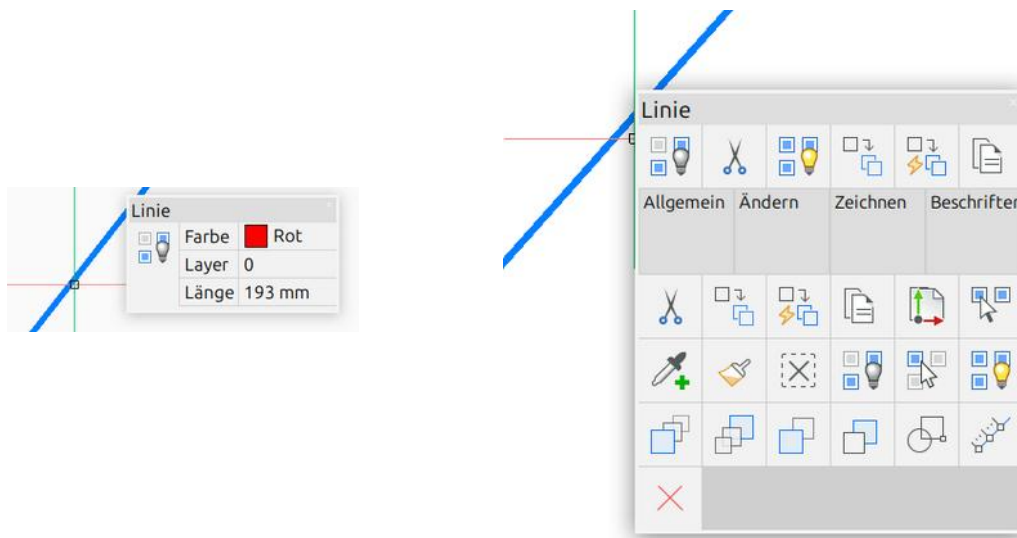 Linie
Farbe Rot
Layer 0
Länge 193 mm
Linie
Allgemein Ändern Zeichnen Beschriften